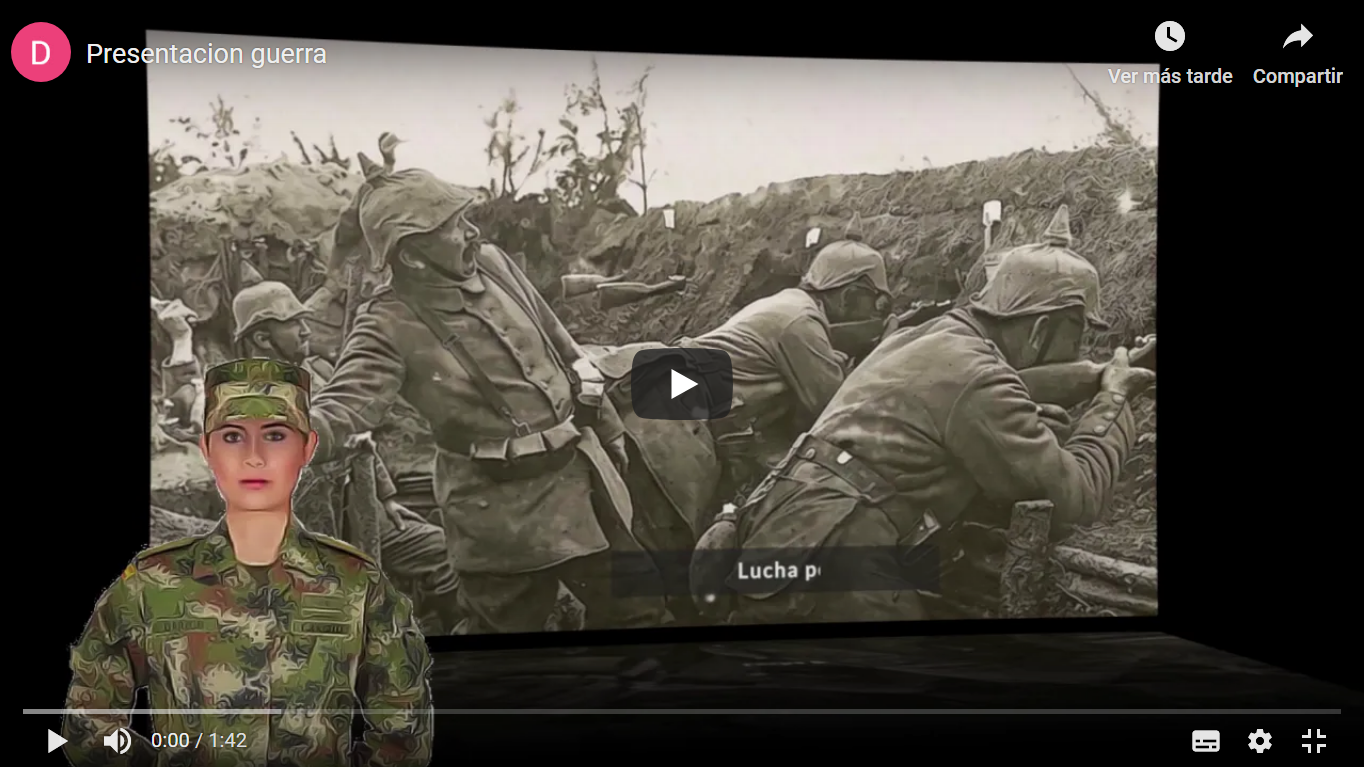 D
Presentacion guerra
Ver más tarde
Compartir
Lucha p
0:00 / 1:42